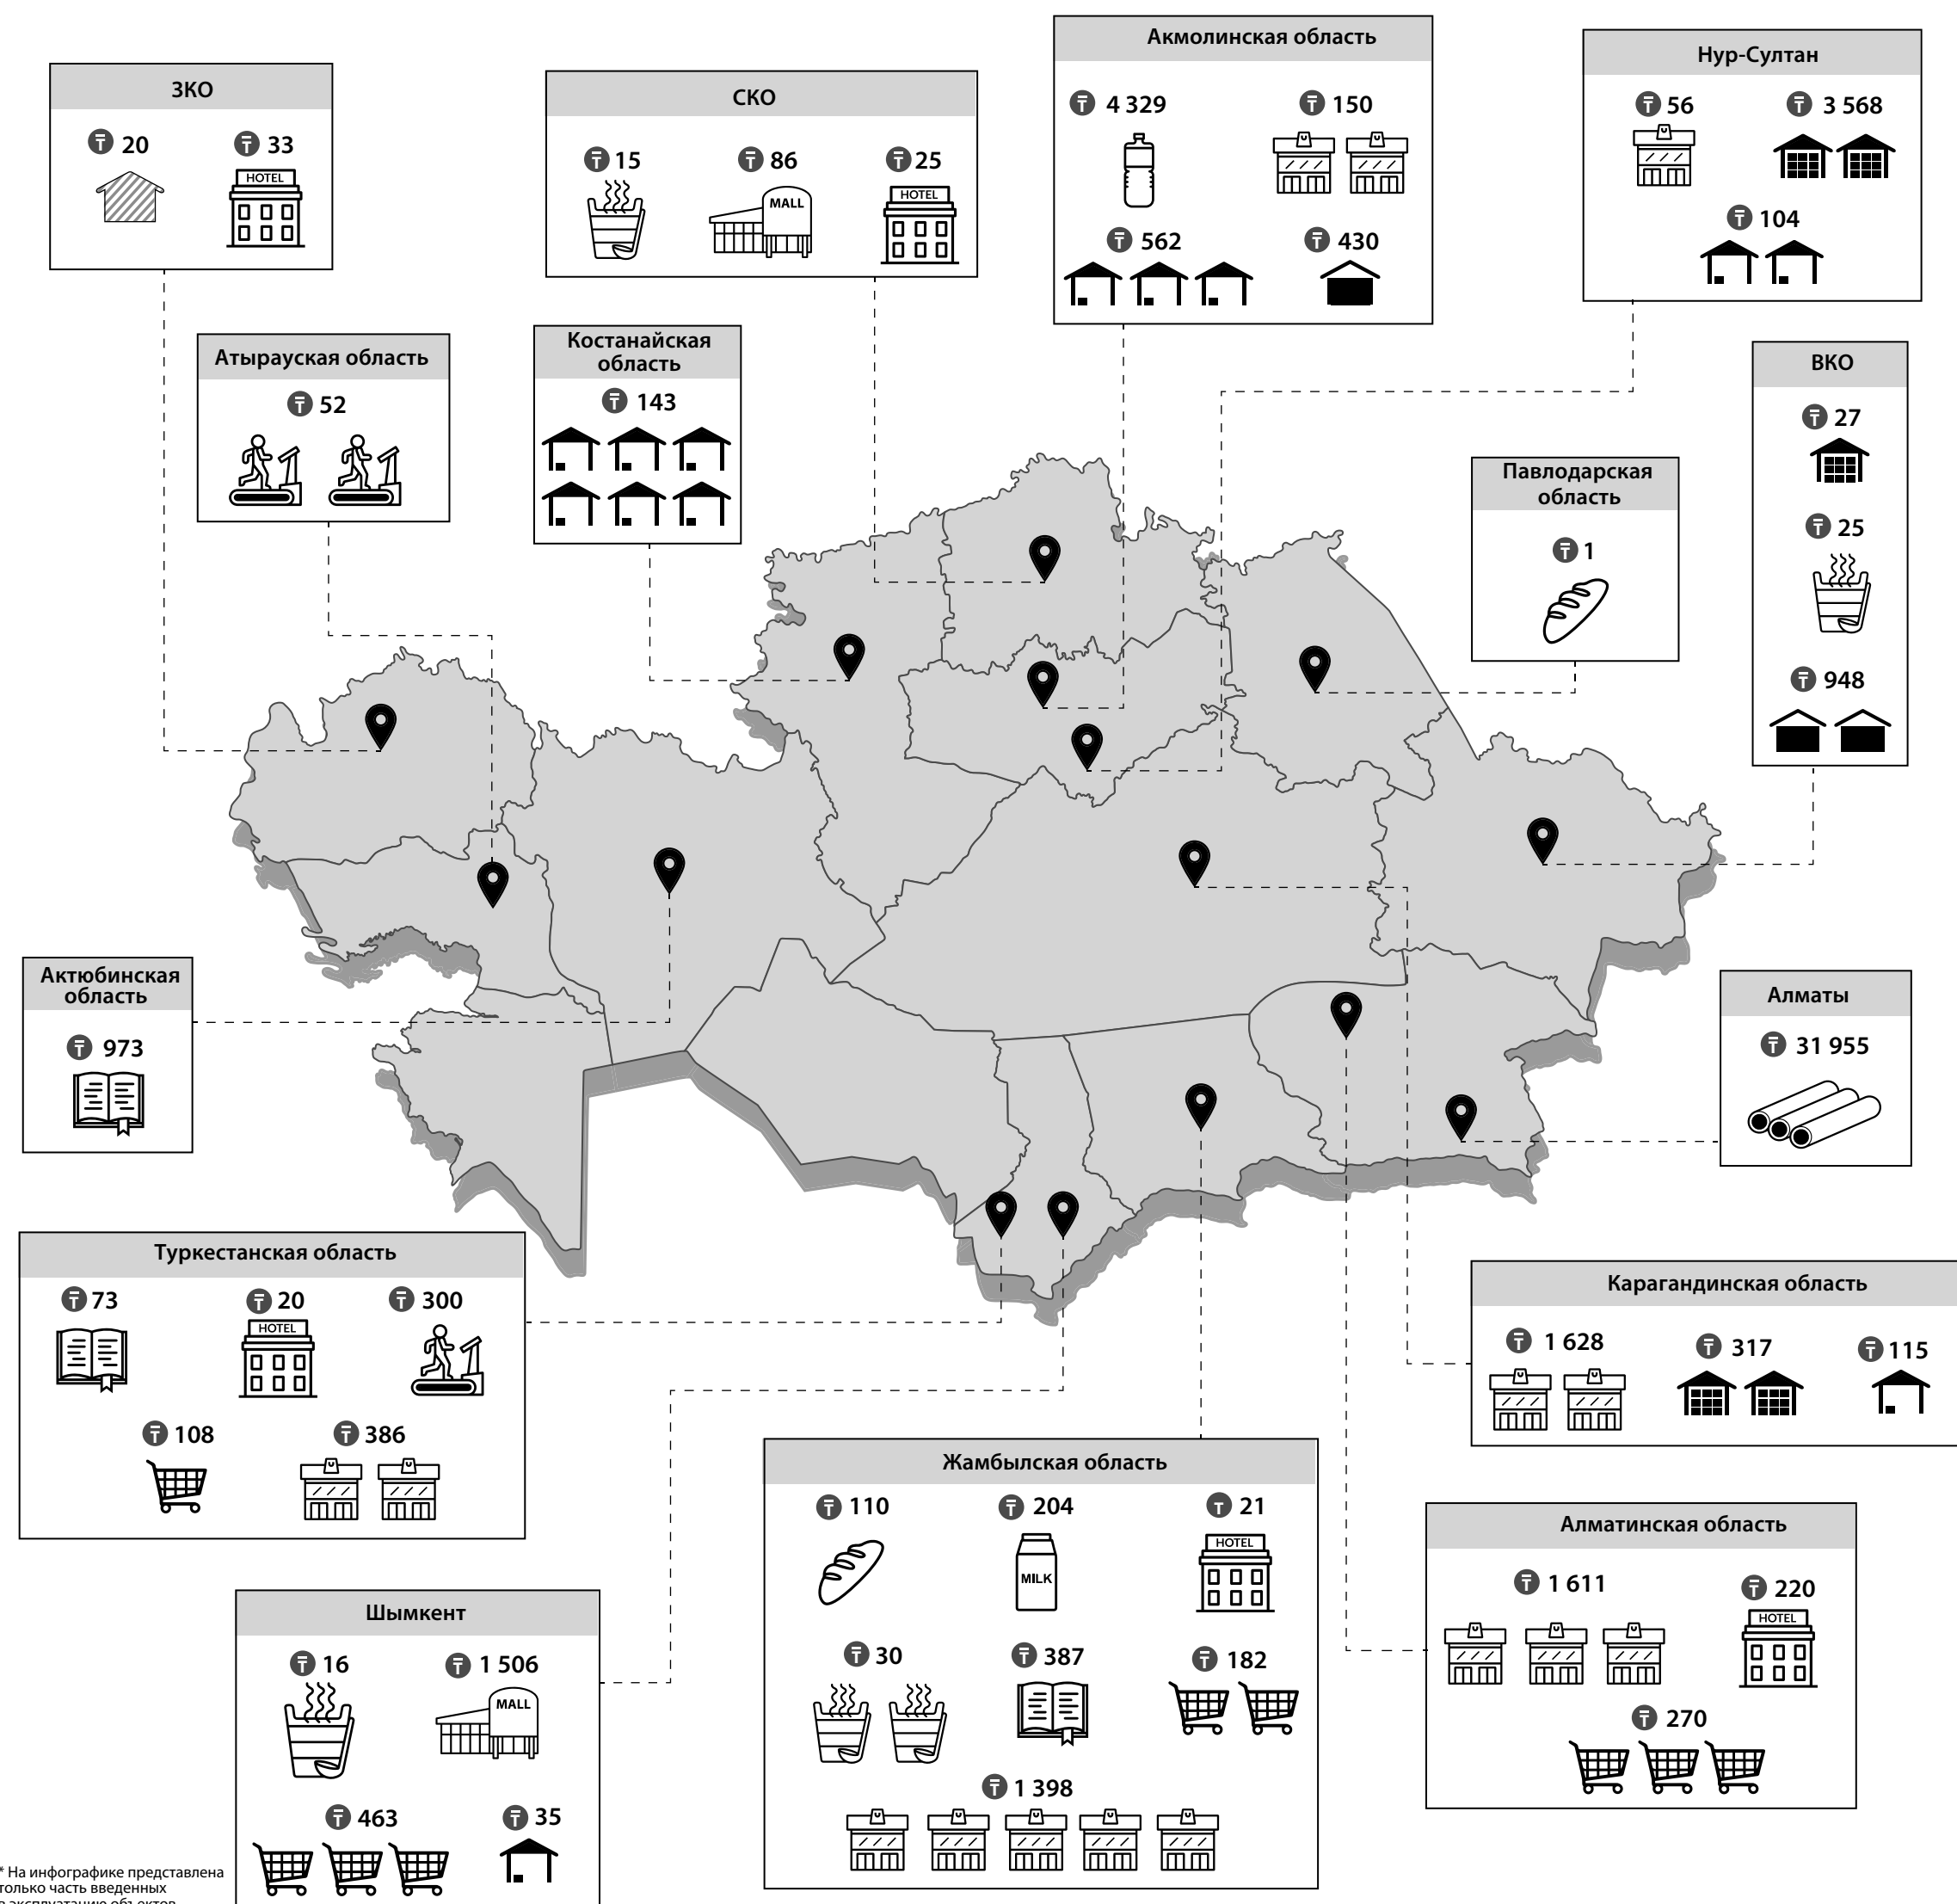 ЗКО
₸ 20
₸ 33
HOTEL
СКО
₸ 15
₸ 86
₸ 25
MALL
HOTEL
Акмолинская область
₸ 4 329
₸ 150
₸ 562
₸ 430
Нур-Султан
₸ 56
₸ 3 568
₸ 104
Атырауская область
₸ 52
Костанайская
область
₸ 143
ВКО
₸ 27
₸ 25
₸ 948
Павлодарская
область
₸ 1
Актюбинская
область
₸ 973
Алматы
₸ 31 955
Туркестанская область
₸ 73
₸ 20
₸ 300
HOTEL
₸ 108
₸ 386
Карагандинская область
₸ 1 628
₸ 317
₸ 115
Жамбылская область
₸ 110
₸ 204
₸ 21
MILK
HOTEL
₸ 30
₸ 387
₸ 182
₸ 1 398
Алматинская область
₸ 1 611
₸ 220
HOTEL
₸ 270
Шымкент
₸ 16
₸ 1 506
MALL
₸ 463
₸ 35
* На инфографике представлена
только часть введенных
в эксплуатацию объектов